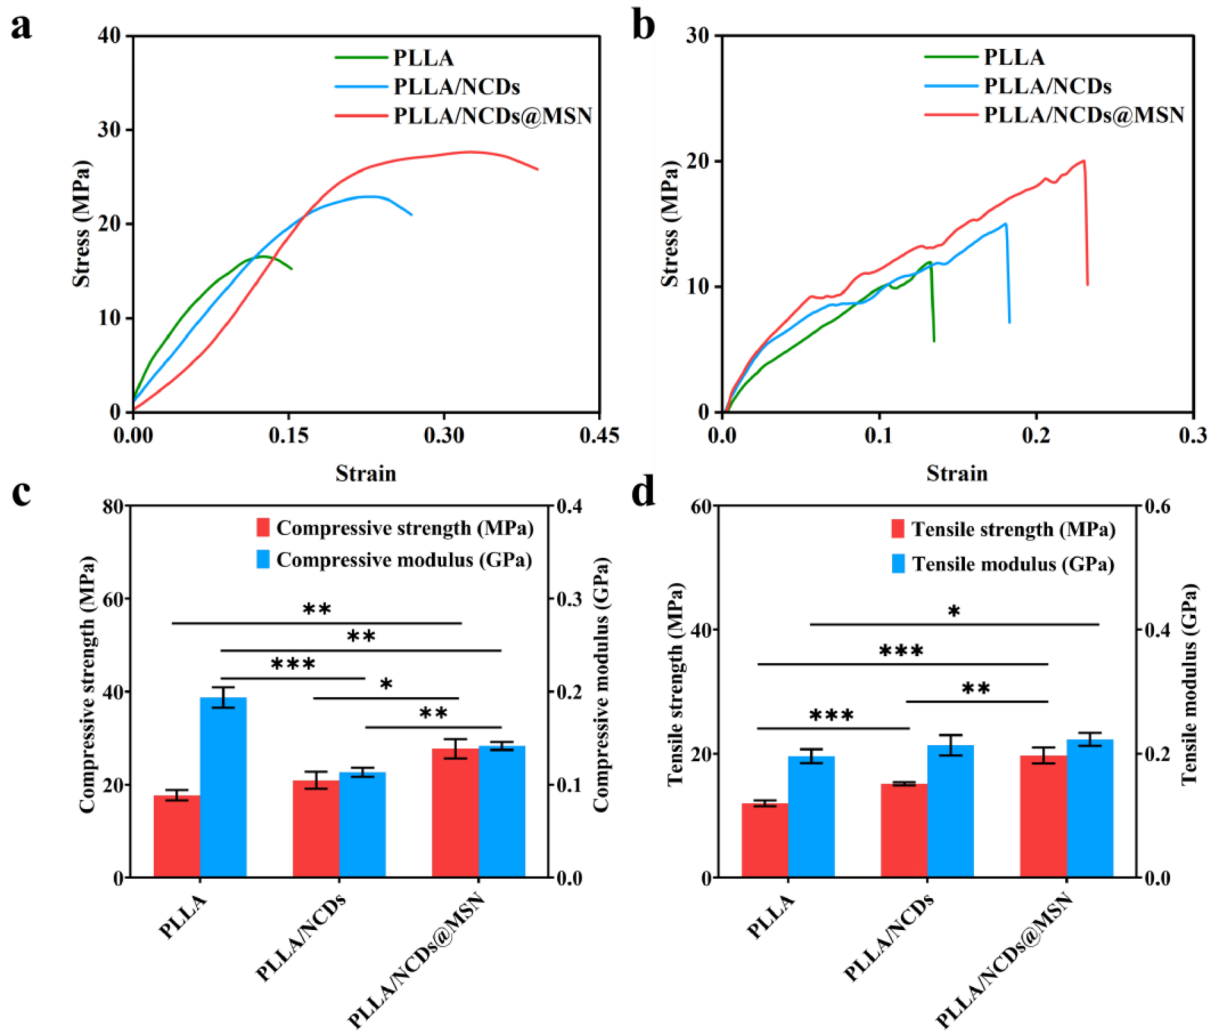 a
40
30
20
10
0
Stress (MPa)
PLLA
PLLA/NCDs
PLLA/NCDs@MSN
0.00
0.15
0.30
0.45
Strain
b
30
20
10
0
Stress (MPa)
PLLA
PLLA/NCDs
PLLA/NCDs@MSN
0.0
0.1
0.2
0.3
Strain
c
80
60
40
20
0
Compressive strength (MPa)
Compressive strength (MPa)
Compressive modulus (GPa)
**
**
***
*
**
0.4
0.3
0.2
0.1
0.0
Compressive modulus (GPa)
PLLA
PLLA/NCDs
PLLA/NCDs@MSN
d
60
40
20
0
Tensile strength (MPa)
Tensile strength (MPa)
Tensile modulus (GPa)
*
***
**
***
0.6
0.4
0.2
0.0
Tensile modulus (GPa)
PLLA
PLLA/NCDs
PLLA/NCDs@MSN